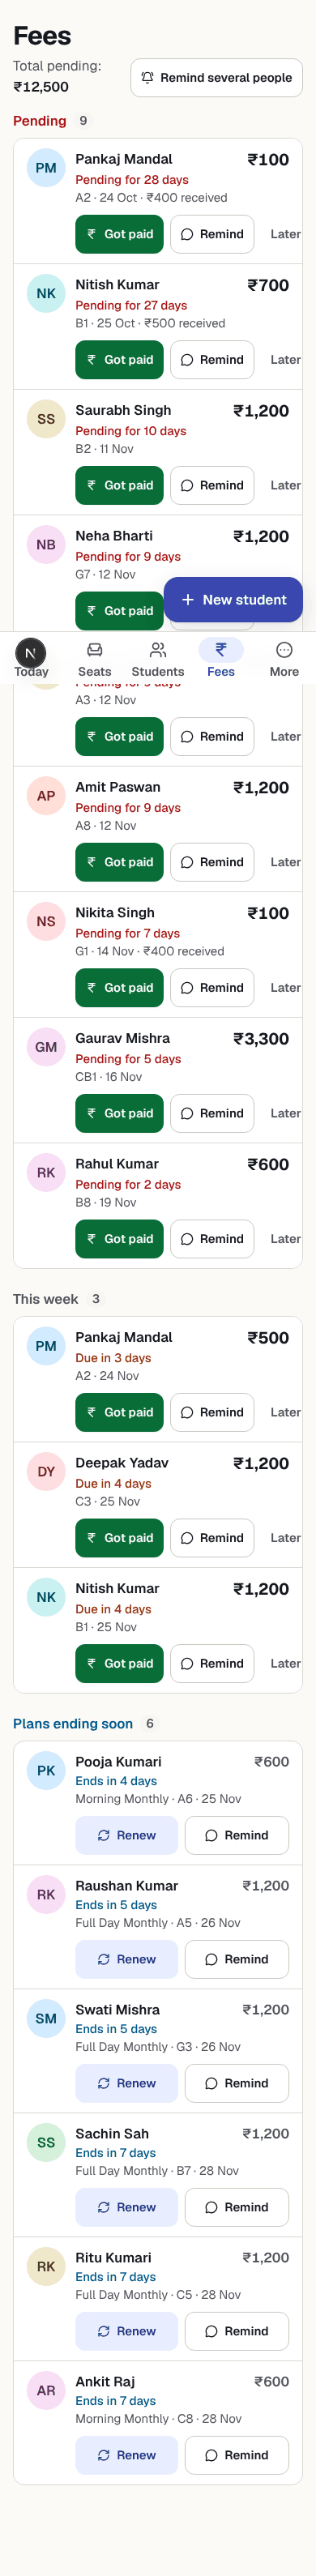 Fees
Total pending:
₹12,500
Remind several people
Pending 9
PM
Pankaj Mandal
₹100
Pending for 28 days
A2 · 24 Oct · ₹400 received
₹ Got paid
Remind
Later
NK
Nitish Kumar
₹700
Pending for 27 days
B1 · 25 Oct · ₹500 received
₹ Got paid
Remind
Later
SS
Saurabh Singh
₹1,200
Pending for 10 days
B2 · 11 Nov
₹ Got paid
Remind
Later
NB
Neha Bharti
₹1,200
Pending for 9 days
G7 · 12 Nov
₹ Got paid
New student
N
Today
Seats
Students
₹
Fees
More
Pending for 9 days
A3 · 12 Nov
₹ Got paid
Remind
Later
AP
Amit Paswan
₹1,200
Pending for 9 days
A8 · 12 Nov
₹ Got paid
Remind
Later
NS
Nikita Singh
₹100
Pending for 7 days
G1 · 14 Nov · ₹400 received
₹ Got paid
Remind
Later
GM
Gaurav Mishra
₹3,300
Pending for 5 days
CB1 · 16 Nov
₹ Got paid
Remind
Later
RK
Rahul Kumar
₹600
Pending for 2 days
B8 · 19 Nov
₹ Got paid
Remind
Later
This week 3
PM
Pankaj Mandal
₹500
Due in 3 days
A2 · 24 Nov
₹ Got paid
Remind
Later
DY
Deepak Yadav
₹1,200
Due in 4 days
C3 · 25 Nov
₹ Got paid
Remind
Later
NK
Nitish Kumar
₹1,200
Due in 4 days
B1 · 25 Nov
₹ Got paid
Remind
Later
Plans ending soon 6
PK
Pooja Kumari
₹600
Ends in 4 days
Morning Monthly · A6 · 25 Nov
Renew
Remind
RK
Raushan Kumar
₹1,200
Ends in 5 days
Full Day Monthly · A5 · 26 Nov
Renew
Remind
SM
Swati Mishra
₹1,200
Ends in 5 days
Full Day Monthly · G3 · 26 Nov
Renew
Remind
SS
Sachin Sah
₹1,200
Ends in 7 days
Full Day Monthly · B7 · 28 Nov
Renew
Remind
RK
Ritu Kumari
₹1,200
Ends in 7 days
Full Day Monthly · C5 · 28 Nov
Renew
Remind
AR
Ankit Raj
₹600
Ends in 7 days
Morning Monthly · C8 · 28 Nov
Renew
Remind